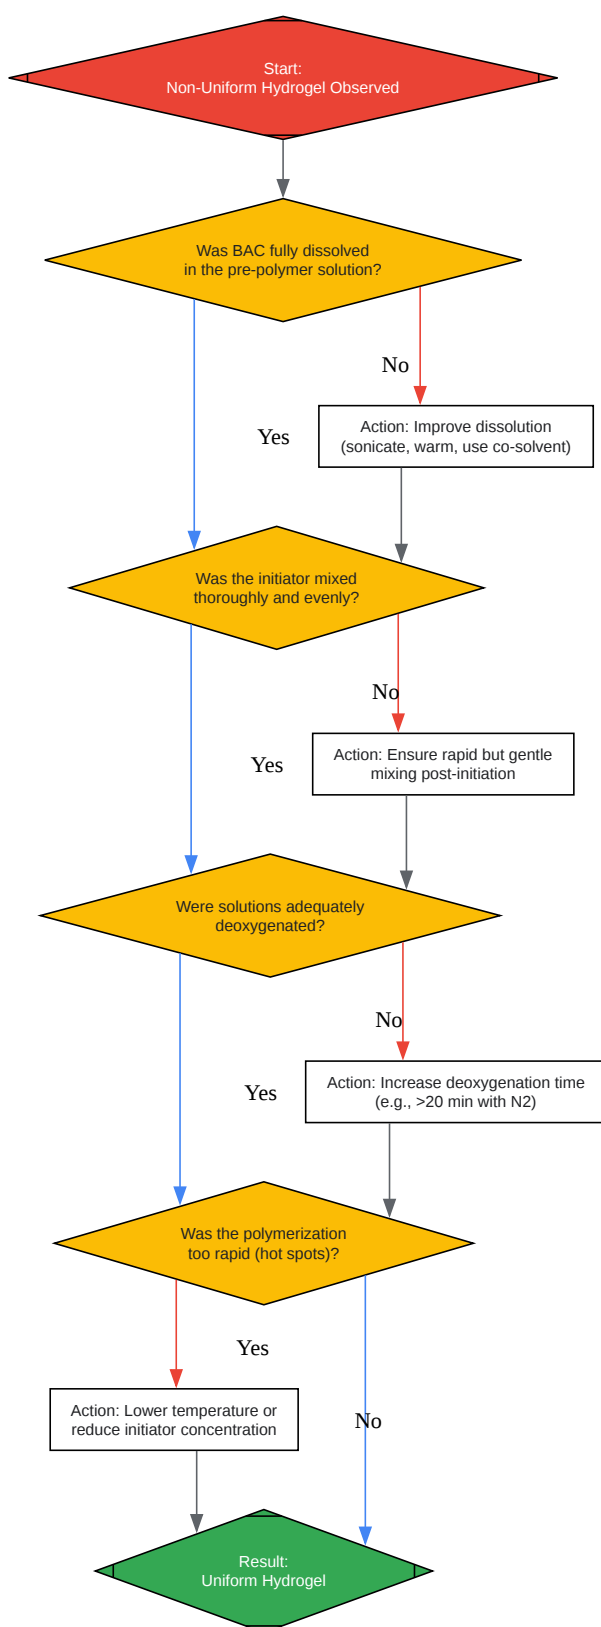 Start:
Non-Uniform Hydrogel Observed
Was BAC fully dissolved
in the pre-polymer solution?
No
Yes
Action: Improve dissolution
(sonicate, warm, use co-solvent)
Was the initiator mixed
thoroughly and evenly?
No
Yes
Action: Ensure rapid but gentle
mixing post-initiation
Were solutions adequately
deoxygenated?
No
Yes
Action: Increase deoxygenation time
(e.g., >20 min with N2)
Was the polymerization
too rapid (hot spots)?
Yes
Action: Lower temperature or
reduce initiator concentration
No
Result:
Uniform Hydrogel